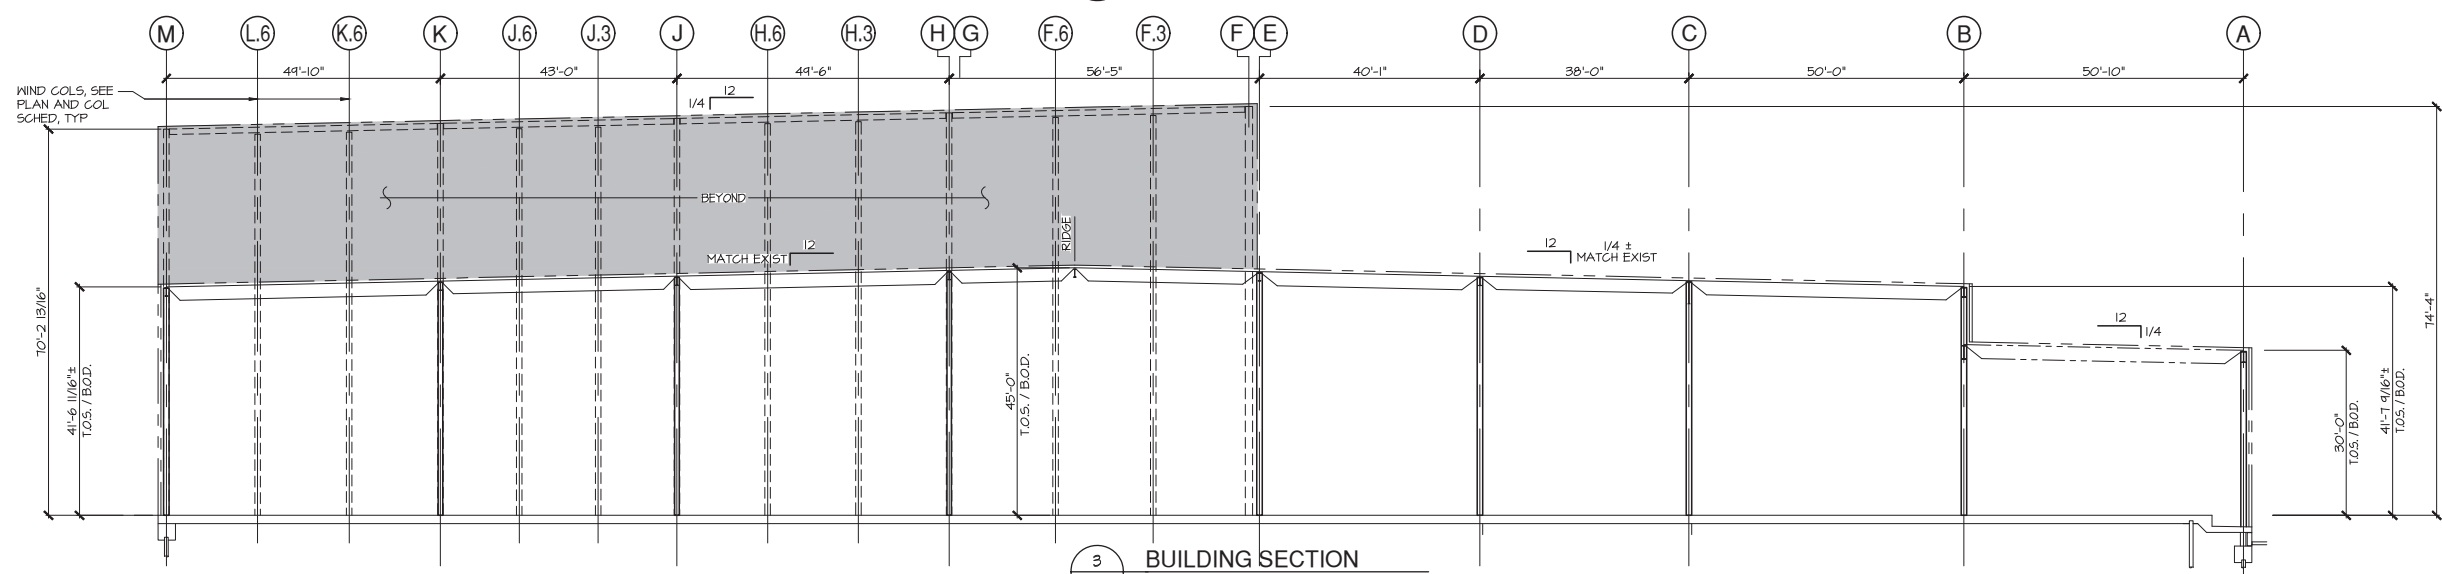 M L.6 K.6 K J.6 J.3 J H.6 H.3 H G F.6 F.3 F E D C B A
49'-10" 43'-0" 49'-6" 56'-5" 40'-1" 38'-0" 50'-0" 50'-10"
WIND COLS, SEE
PLAN AND COL
SCHED, TYP
12
1/4
BEYOND
RIDGE
12
MATCH EXIST
12
1/4 ±
MATCH EXIST
12
1/4
70'-2 13/16"
41'-6 11/16"±
T.O.S. / B.O.D.
45'-0"
T.O.S. / B.O.D.
30'-0"
T.O.S. / B.O.D.
41'-7 9/16"±
T.O.S. / B.O.D.
74'-4"
3 BUILDING SECTION